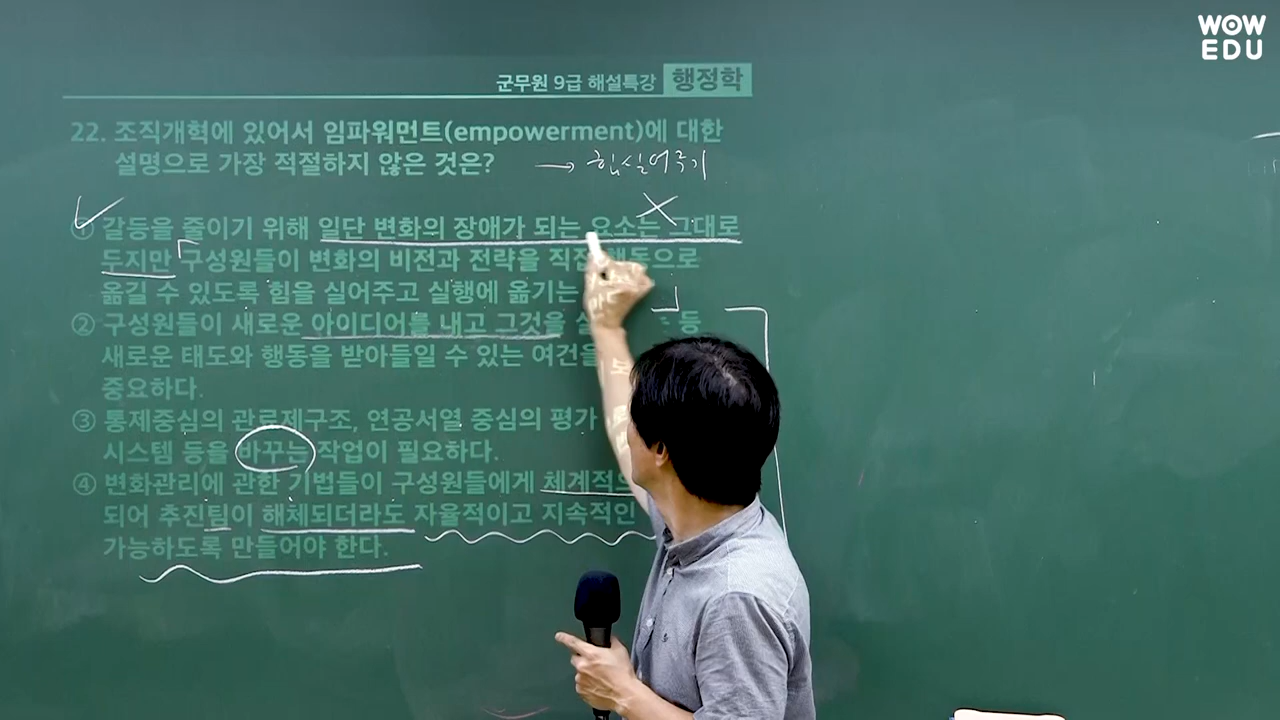 WOW
EDU
군무원 9급 해설특강 행정학
22. 조직개혁에 있어서 임파워먼트(empowerment)에 대한
설명으로 가장 적절하지 않은 것은? → 힘실어주기
① 갈등을 줄이기 위해 일단 변화의 장애가 되는 요소는 그대로
두지만 구성원들이 변화의 비전과 전략을 직접 행동으로
옮길 수 있도록 힘을 실어주고 실행에 옮기는
② 구성원들이 새로운 아이디어를 내고 그것을 등
새로운 태도와 행동을 받아들일 수 있는 여건을
중요하다.
③ 통제중심의 관료제구조, 연공서열 중심의 평가
시스템 등을 바꾸는 작업이 필요하다.
④ 변화관리에 관한 기법들이 구성원들에게
되어 추진팀이 해체되더라도 자율적이고 지속적인
가능하도록 만들어야 한다.